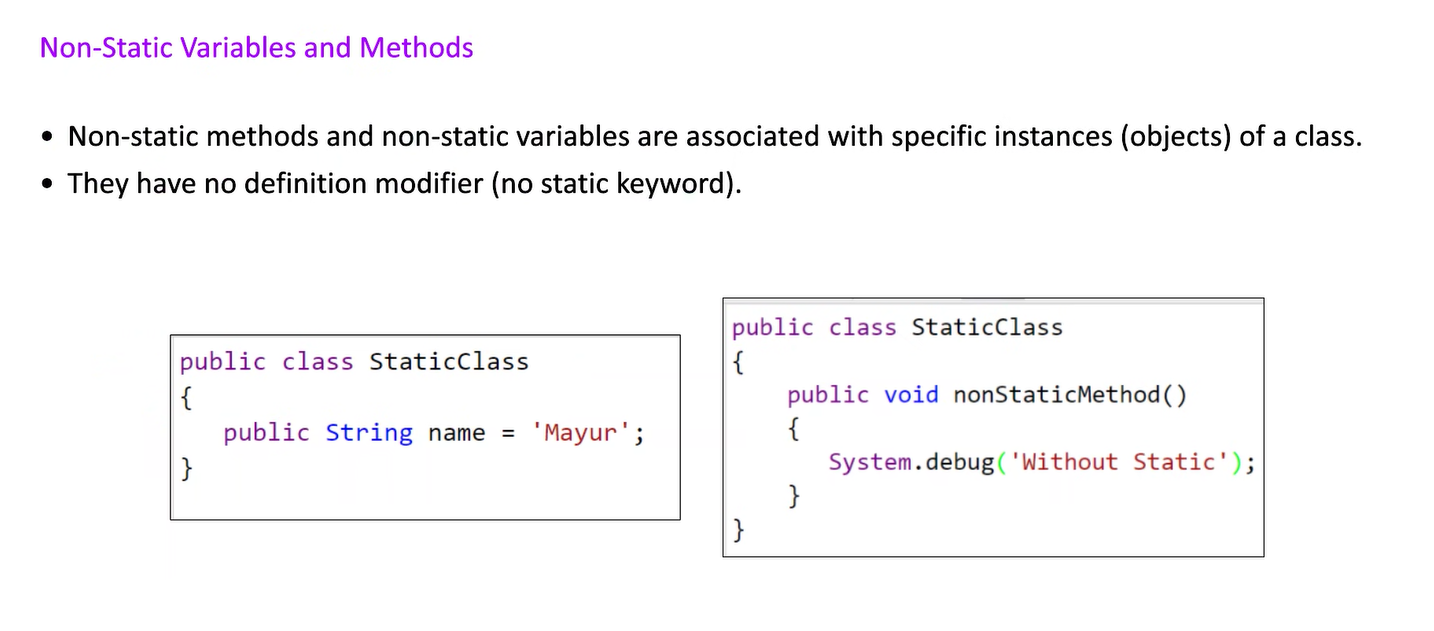 Non-Static Variables and Methods
• Non-static methods and non-static variables are associated with specific instances (objects) of a class.
• They have no definition modifier (no static keyword).
public class StaticClass
{
public String name = 'Mayur';
}
public class StaticClass
{
public void nonStaticMethod()
{
System.debug('Without Static');
}
}